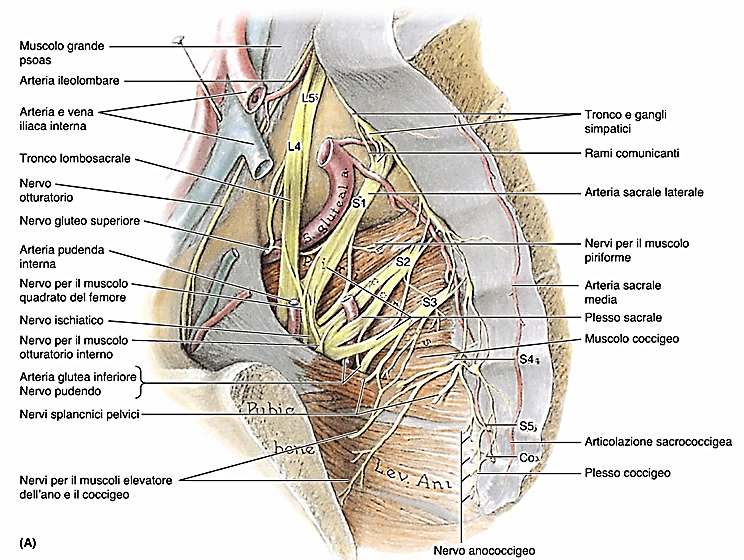 Muscolo grande
psoas
Arteria ileolombare
Arteria e vena
iliaca interna
Tronco lombosacrale
Nervo
otturatorio
Nervo gluteo superiore
Arteria pudenda
interna
Nervo per il muscolo
quadrato del femore
Nervo ischiatico
Nervo per il muscolo
otturatorio interno
Arteria glutea inferiore
Nervo pudendo
Nervi splancnici pelvici
Nervi per il muscoli elevatore
dell'ano e il coccigeo
(A)
L5
L4
S. gluteal a.
S1
S2
S3
S4
S5
Co
Pubic
bone
Lev. Ani
Tronco e gangli
simpatici
Rami comunicanti
Arteria sacrale laterale
Nervi per il muscolo
piriforme
Arteria sacrale
media
Plesso sacrale
Muscolo coccigeo
Articolazione sacrococcigea
Plesso coccigeo
Nervo anococcigeo